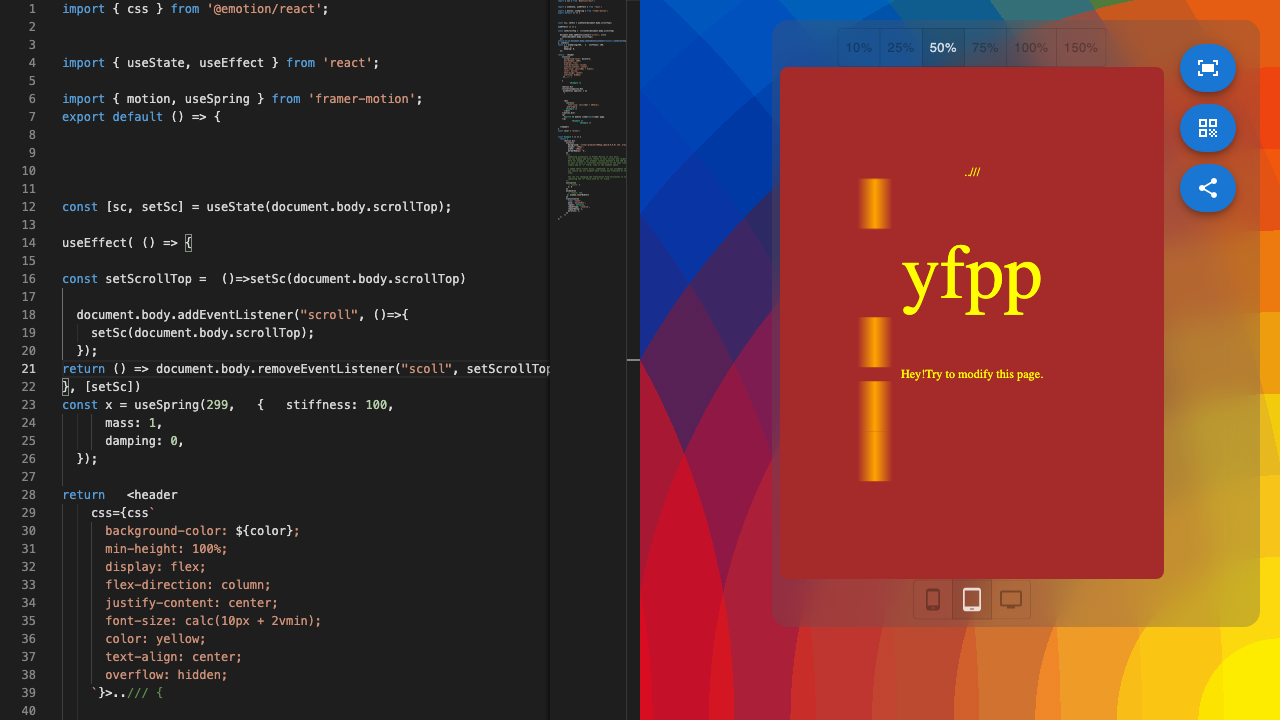 1 import { css } from '@emotion/react';
2
3
4 import { useState, useEffect } from 'react';
5
6 import { motion, useSpring } from 'framer-motion';
7 export default () => {
8
9
10
11
12 const [sc, setSc] = useState(document.body.scrollTop);
13
14 useEffect( () => {
15
16 const setScrollTop =  ()=>setSc(document.body.scrollTop)
17
18 document.body.addEventListener("scroll", ()=>{
19 setSc(document.body.scrollTop);
20 });
21 return () => document.body.removeEventListener("scoll", setScrollTop
22 }, [setSc])
23 const x = useSpring(299,   {   stiffness: 100,
24 mass: 1,
25 damping: 0,
26 });
27
28 return   <header
29 css={css`
30 background-color: ${color};
31 min-height: 100%;
32 display: flex;
33 flex-direction: column;
34 justify-content: center;
35 font-size: calc(10px + 2vmin);
36 color: yellow;
37 text-align: center;
38 overflow: hidden;
39 `}>../// {
40
10% 25% 50% 75% 100% 150%
..///
yfpp
Hey!Try to modify this page.